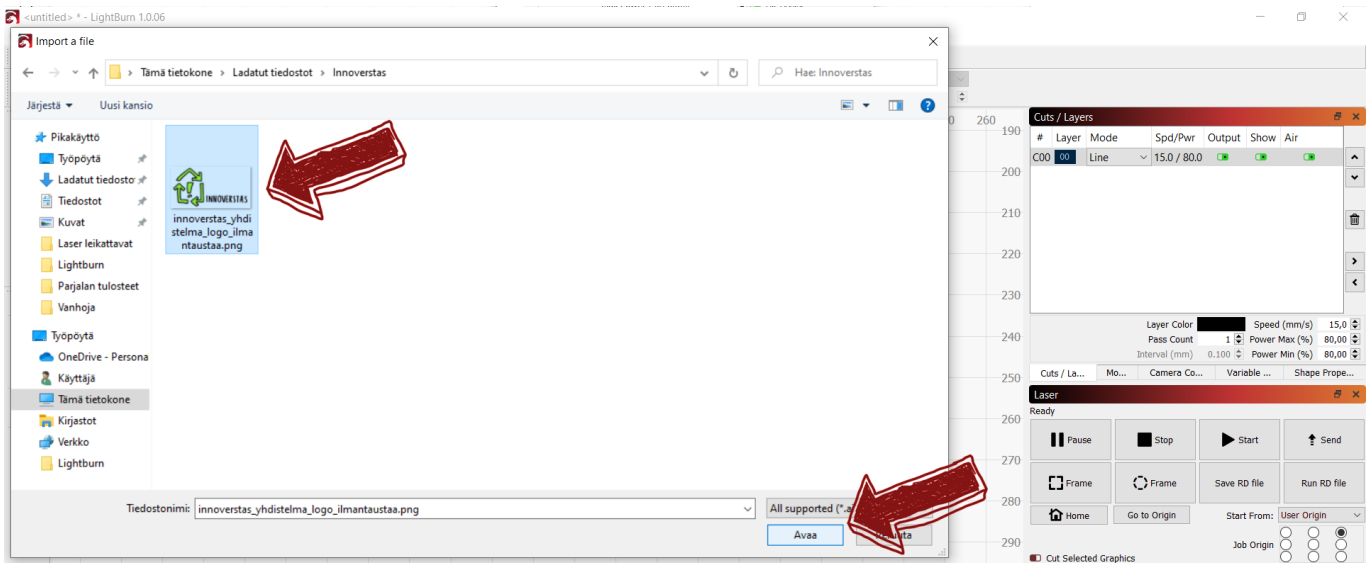 <untitled> * - LightBurn 1.0.06
Import a file
Tämä tietokone > Ladatut tiedostot > Innoverstas
Hae: Innoverstas
Järjestä
Uusi kansio
Pikakäyttö
Työpöytä
Ladatut tiedostot
Tiedostot
Kuvat
Laser leikattavat
Lightburn
Parjalan tulosteet
Vanhoja
Työpöytä
OneDrive - Persona
Käyttäjä
Tämä tietokone
Kirjastot
Verkko
Lightburn
INNOVERSTAS
innoverstas_yhdi
stelma_logo_ilma
ntaustaa.png
Tiedostonimi: innoverstas_yhdistelma_logo_ilmantaustaa.png
All supported (*.a
Avaa
260
190
200
210
220
230
240
250
260
270
280
290
Cuts / Layers
# Layer Mode Spd/Pwr Output Show Air
C00 00 Line 15.0 / 80.0
Layer Color Speed (mm/s) 15,0
Pass Count 1 Power Max (%) 80,00
Interval (mm) 0.100 Power Min (%) 80,00
Cuts / La... Mo... Camera Co... Variable ... Shape Prope...
Laser
Ready
Pause Stop Start Send
Frame Frame Save RD file Run RD file
Home Go to Origin Start From: User Origin
Job Origin
Cut Selected Graphics